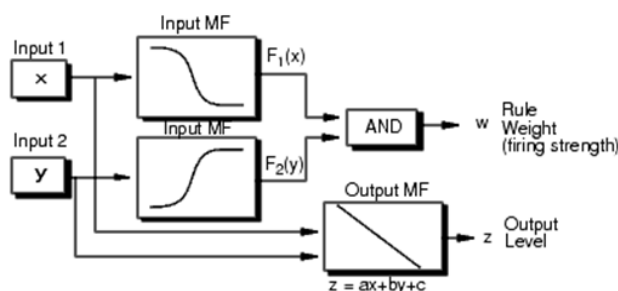 Input MF
Input 1
x
F1(x)
Input MF
AND
w
Rule
Weight
(firing strength)
Input 2
y
F2(y)
Output MF
z
Output
Level
z = ax+by+c